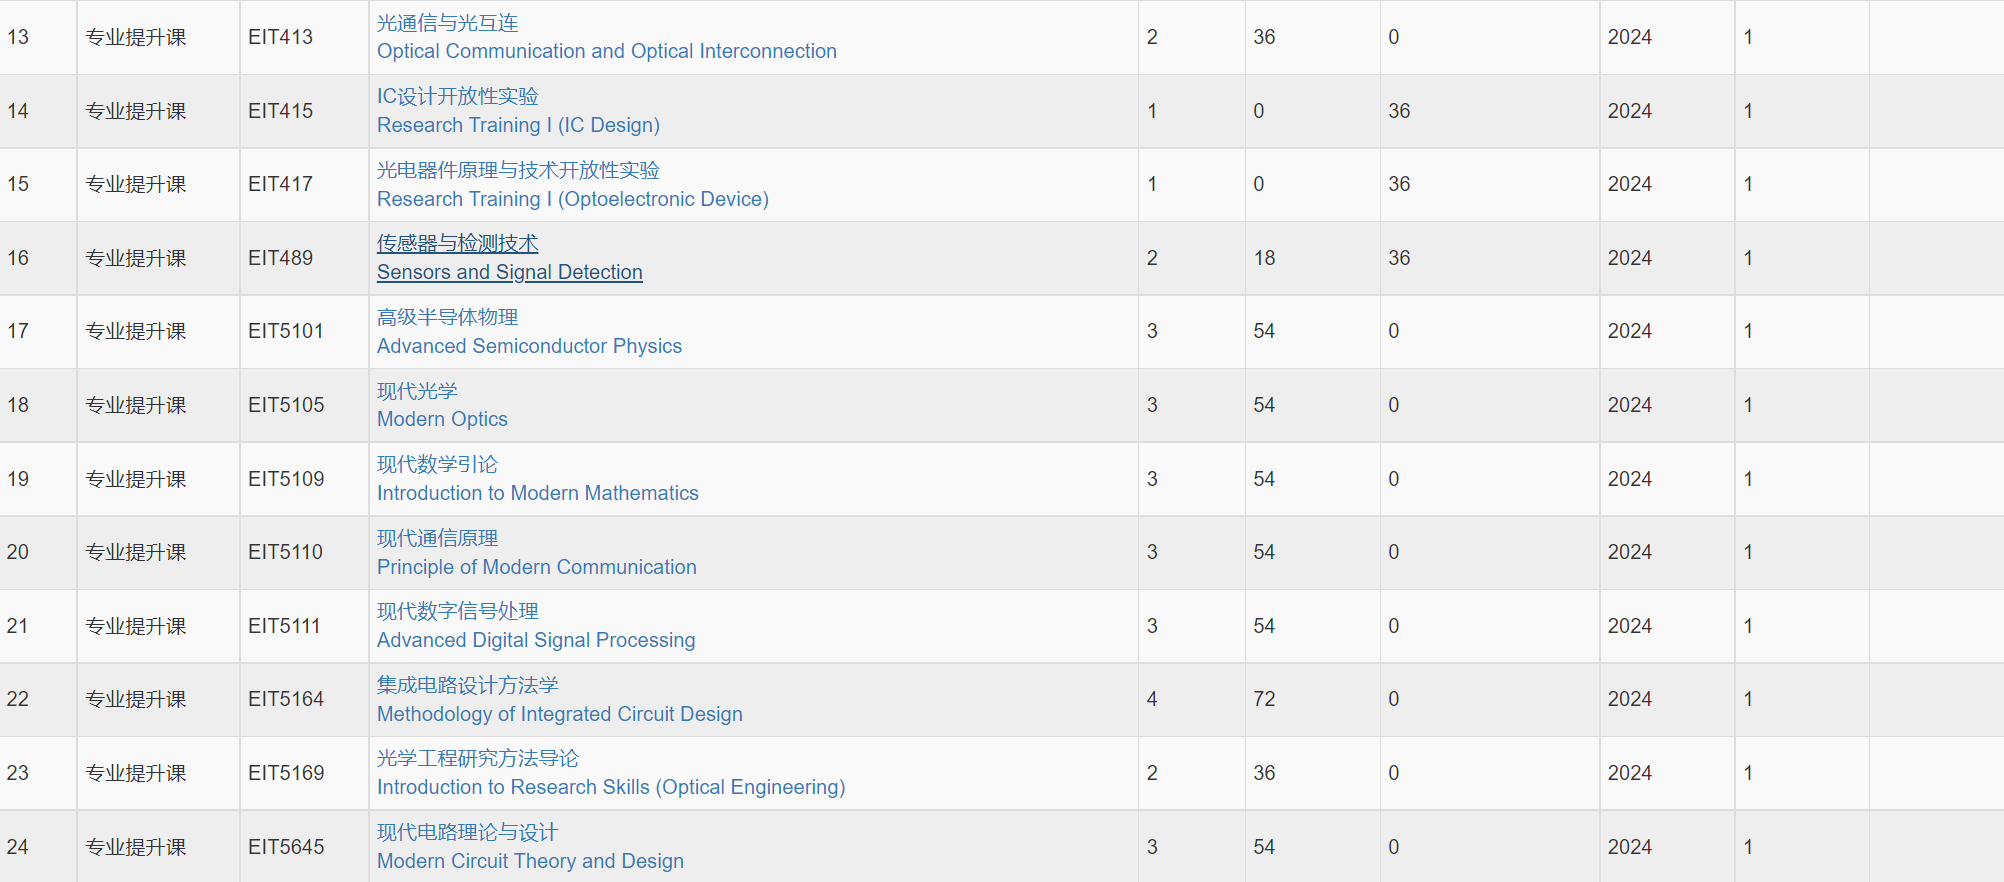 13 专业提升课 EIT413 光通信与光互连 2 36 0 2024 1
Optical Communication and Optical Interconnection
14 专业提升课 EIT415 IC设计开放性实验 1 0 36 2024 1
Research Training I (IC Design)
15 专业提升课 EIT417 光电器件原理与技术开放性实验 1 0 36 2024 1
Research Training I (Optoelectronic Device)
16 专业提升课 EIT489 传感器与检测技术 2 18 36 2024 1
Sensors and Signal Detection
17 专业提升课 EIT5101 高级半导体物理 3 54 0 2024 1
Advanced Semiconductor Physics
18 专业提升课 EIT5105 现代光学 3 54 0 2024 1
Modern Optics
19 专业提升课 EIT5109 现代数学引论 3 54 0 2024 1
Introduction to Modern Mathematics
20 专业提升课 EIT5110 现代通信原理 3 54 0 2024 1
Principle of Modern Communication
21 专业提升课 EIT5111 现代数字信号处理 3 54 0 2024 1
Advanced Digital Signal Processing
22 专业提升课 EIT5164 集成电路设计方法学 4 72 0 2024 1
Methodology of Integrated Circuit Design
23 专业提升课 EIT5169 光学工程研究方法导论 2 36 0 2024 1
Introduction to Research Skills (Optical Engineering)
24 专业提升课 EIT5645 现代电路理论与设计 3 54 0 2024 1
Modern Circuit Theory and Design